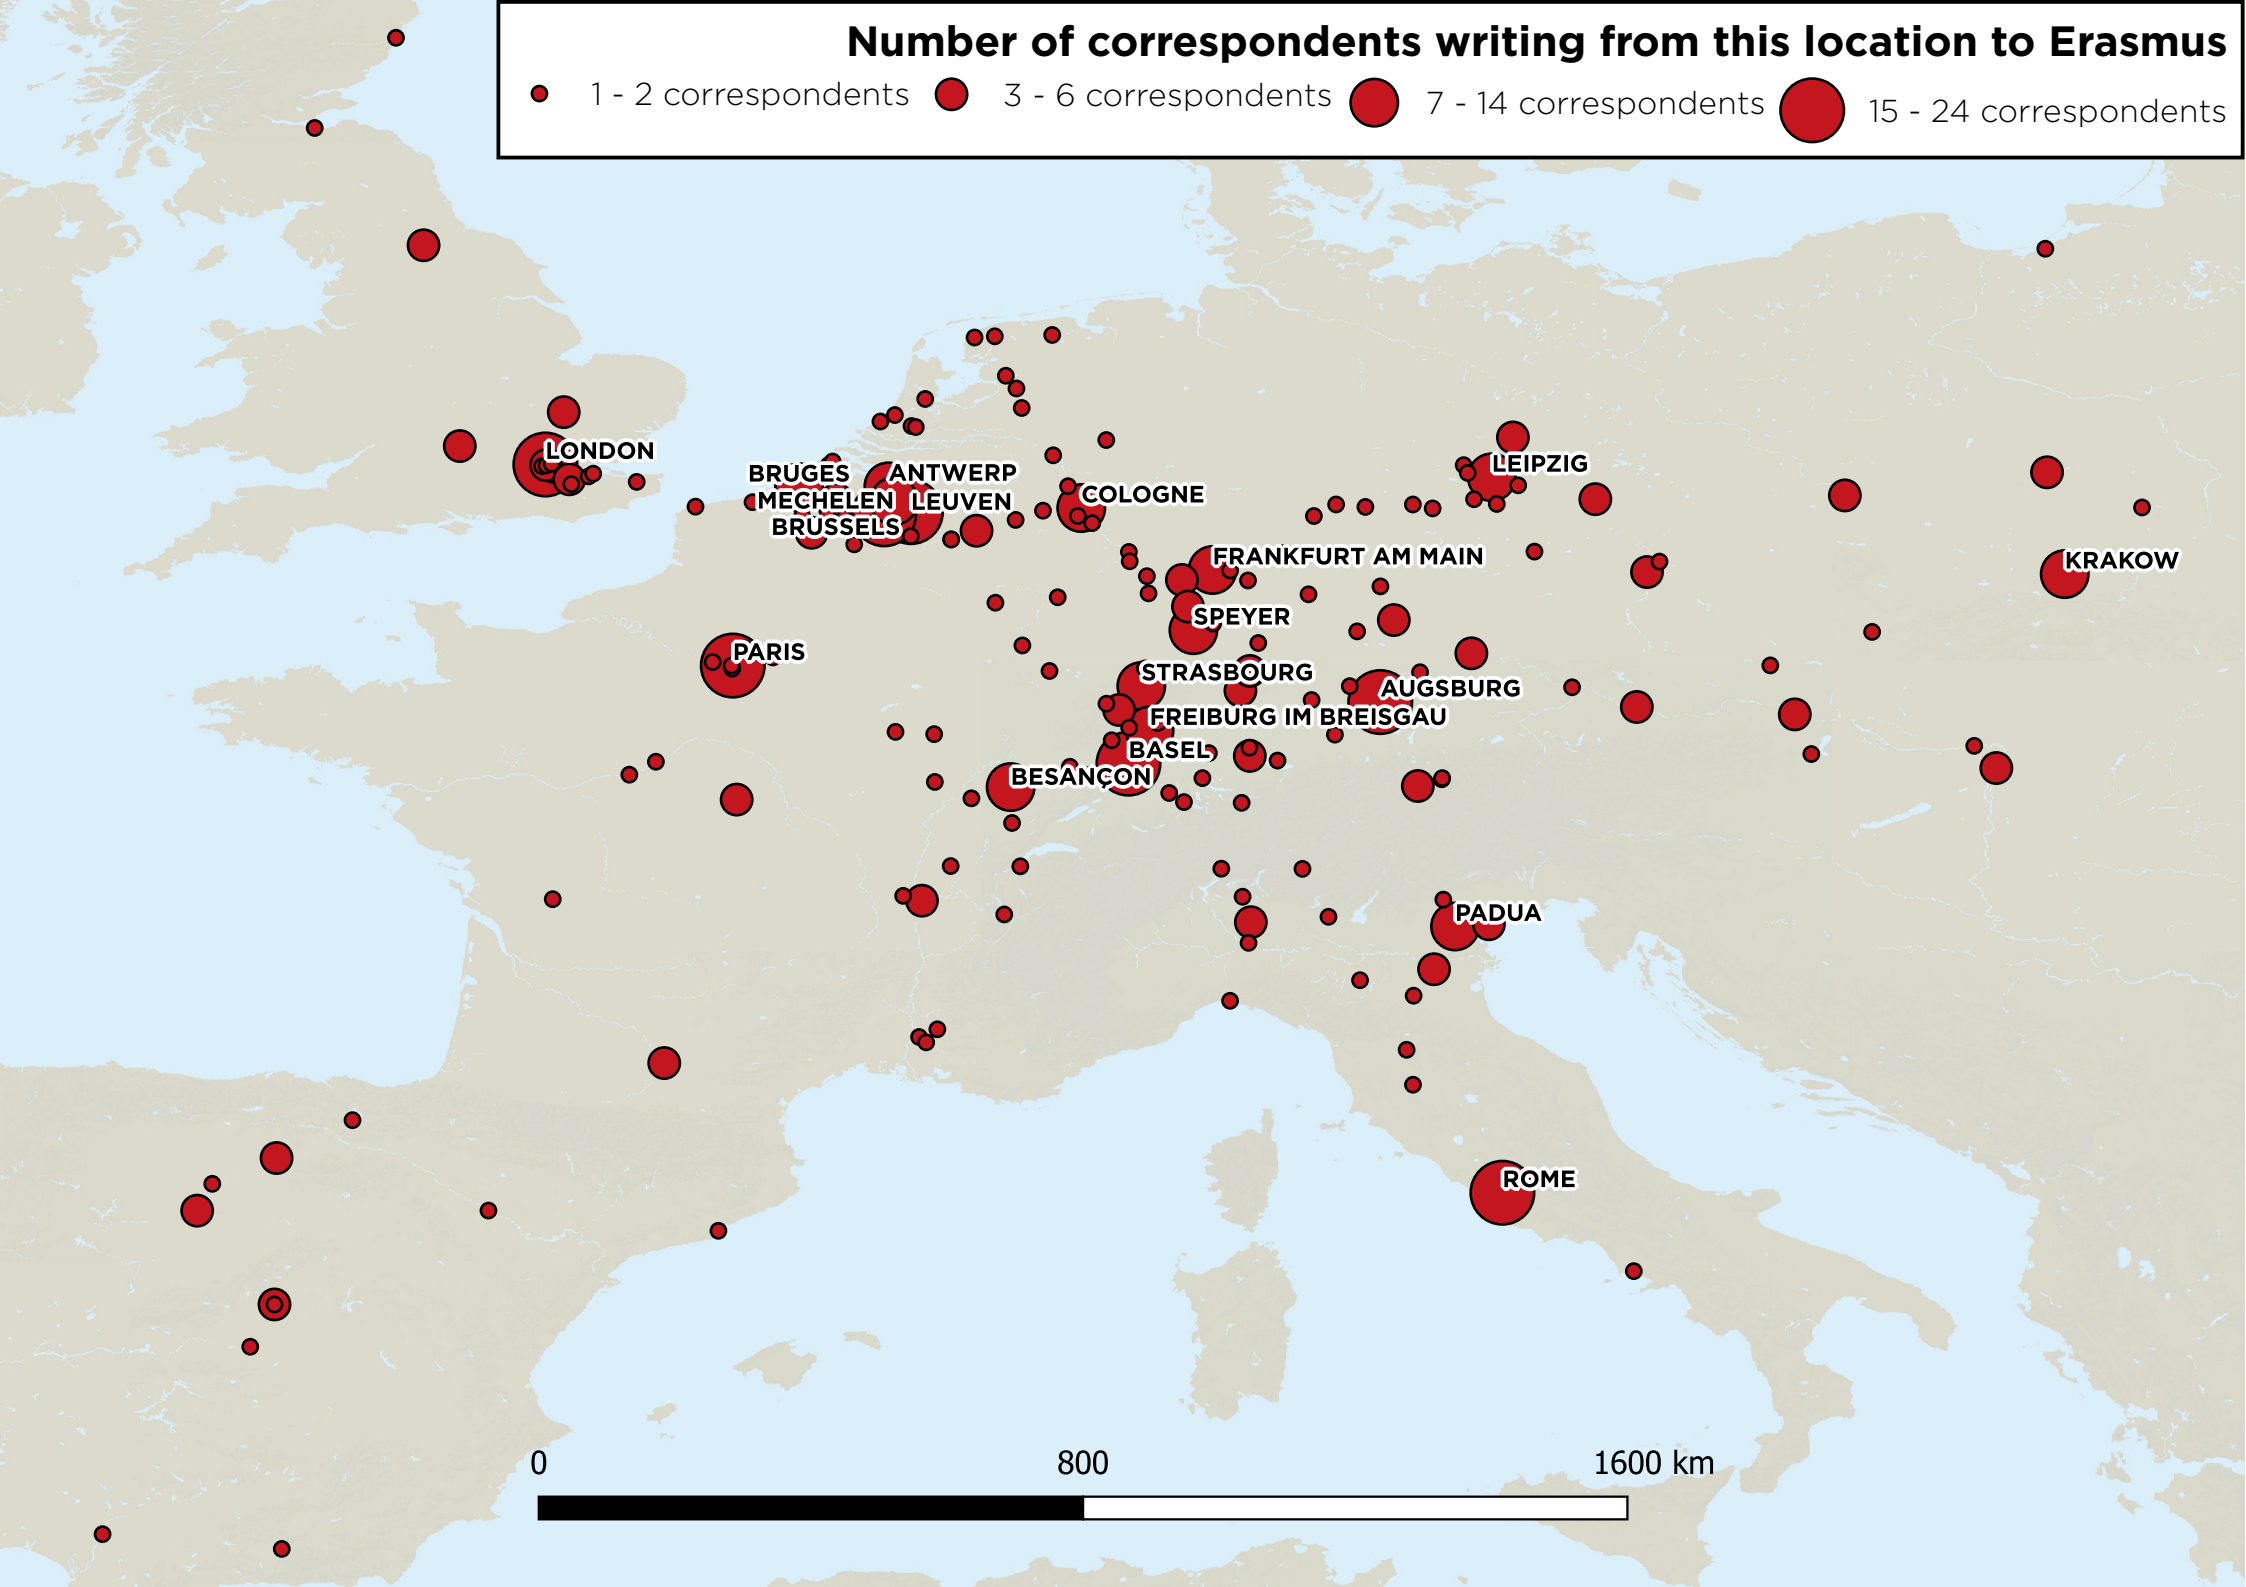 Number of correspondents writing from this location to Erasmus
1 - 2 correspondents 3 - 6 correspondents 7 - 14 correspondents 15 - 24 correspondents
LONDON
LEIPZIG
BRUGES ANTWERP
COLOGNE
MECHELEN LEUVEN
BRUSSELS
FRANKFURT AM MAIN
KRAKOW
SPEYER
PARIS
STRASBOURG
AUGSBURG
FREIBURG IM BREISGAU
BASEL
BESANÇON
PADUA
ROME
0 800 1600 km